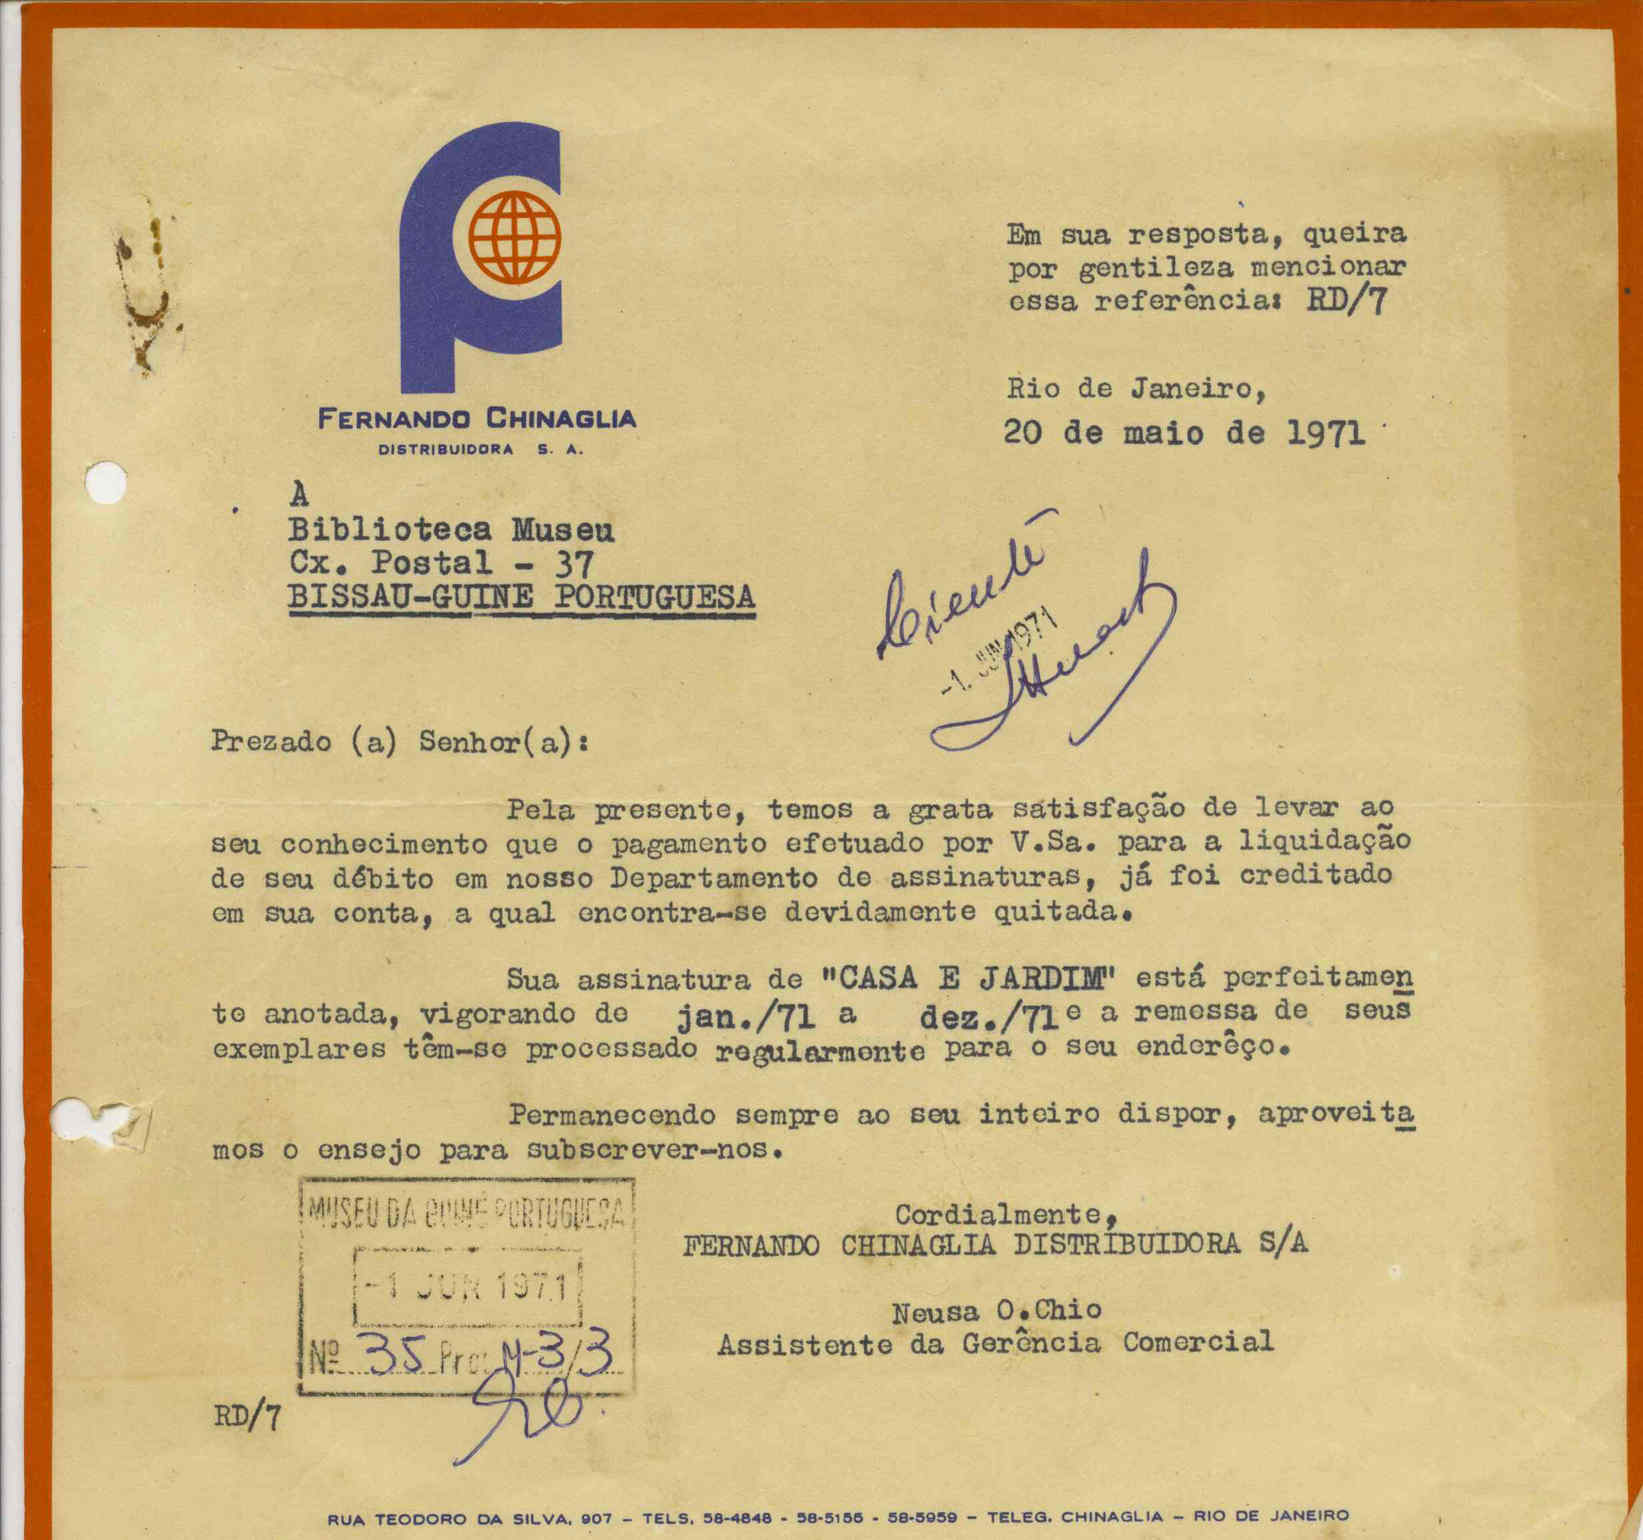 FERNANDO CHINAGLIA
DISTRIBUIDORA S. A.
Em sua resposta, queira
por gentileza mencionar
essa referência: RD/7
Rio de Janeiro,
20 de maio de 1971
A
Biblioteca Museu
Cx. Postal - 37
BISSAU-GUINE PORTUGUESA
Ciente
-1. JUN 1971
Prezado (a) Senhor(a):
Pela presente, temos a grata satisfação de levar ao
seu conhecimento que o pagamento efetuado por V.Sa. para a liquidação
de seu débito em nosso Departamento de assinaturas, já foi creditado
em sua conta, a qual encontra-se devidamente quitada.
Sua assinatura de "CASA E JARDIM" está perfeitamen
te anotada, vigorando de jan./71 a dez./71 e a remessa de seus
exemplares têm-se processado regularmente para o seu enderêço.
Permanecendo sempre ao seu inteiro dispor, aproveita
mos o ensejo para subscrever-nos.
Cordialmente,
FERNANDO CHINAGLIA DISTRIBUIDORA S/A
Neusa O.Chio
Assistente da Gerência Comercial
MUSEU DA GUINÉ PORTUGUESA
-1 JUN 1971
Nº 35 Proc M-3/3
RD/7
RUA TEODORO DA SILVA, 907 - TELS. 58-4848 - 58-5155 - 58-5959 - TELEG. CHINAGLIA - RIO DE JANEIRO